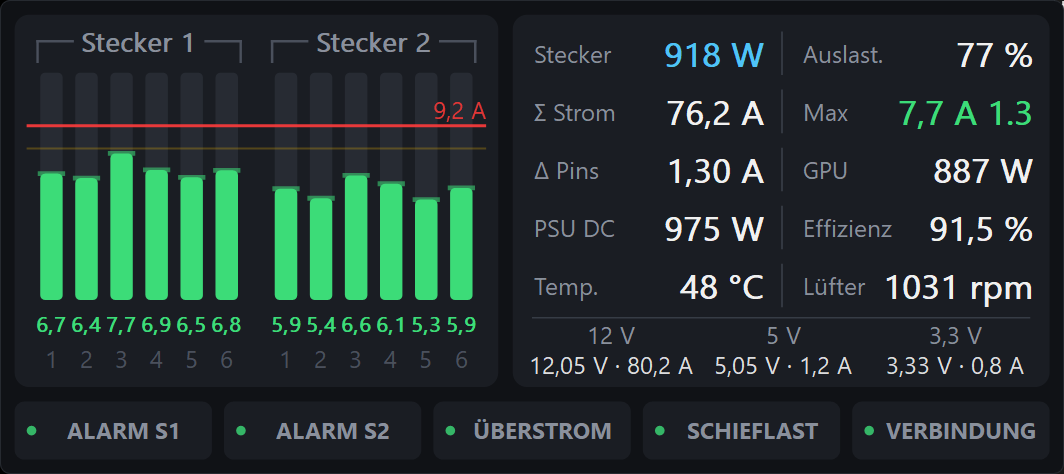 Stecker 1 Stecker 2
9,2 A
6,7 6,4 7,7 6,9 6,5 6,8 5,9 5,4 6,6 6,1 5,3 5,9
1 2 3 4 5 6 1 2 3 4 5 6
Stecker 918 W Auslast. 77 %
Σ Strom 76,2 A Max 7,7 A 1.3
Δ Pins 1,30 A GPU 887 W
PSU DC 975 W Effizienz 91,5 %
Temp. 48 °C Lüfter 1031 rpm
12 V 5 V 3,3 V
12,05 V · 80,2 A 5,05 V · 1,2 A 3,33 V · 0,8 A
ALARM S1 ALARM S2 ÜBERSTROM SCHIEFLAST VERBINDUNG